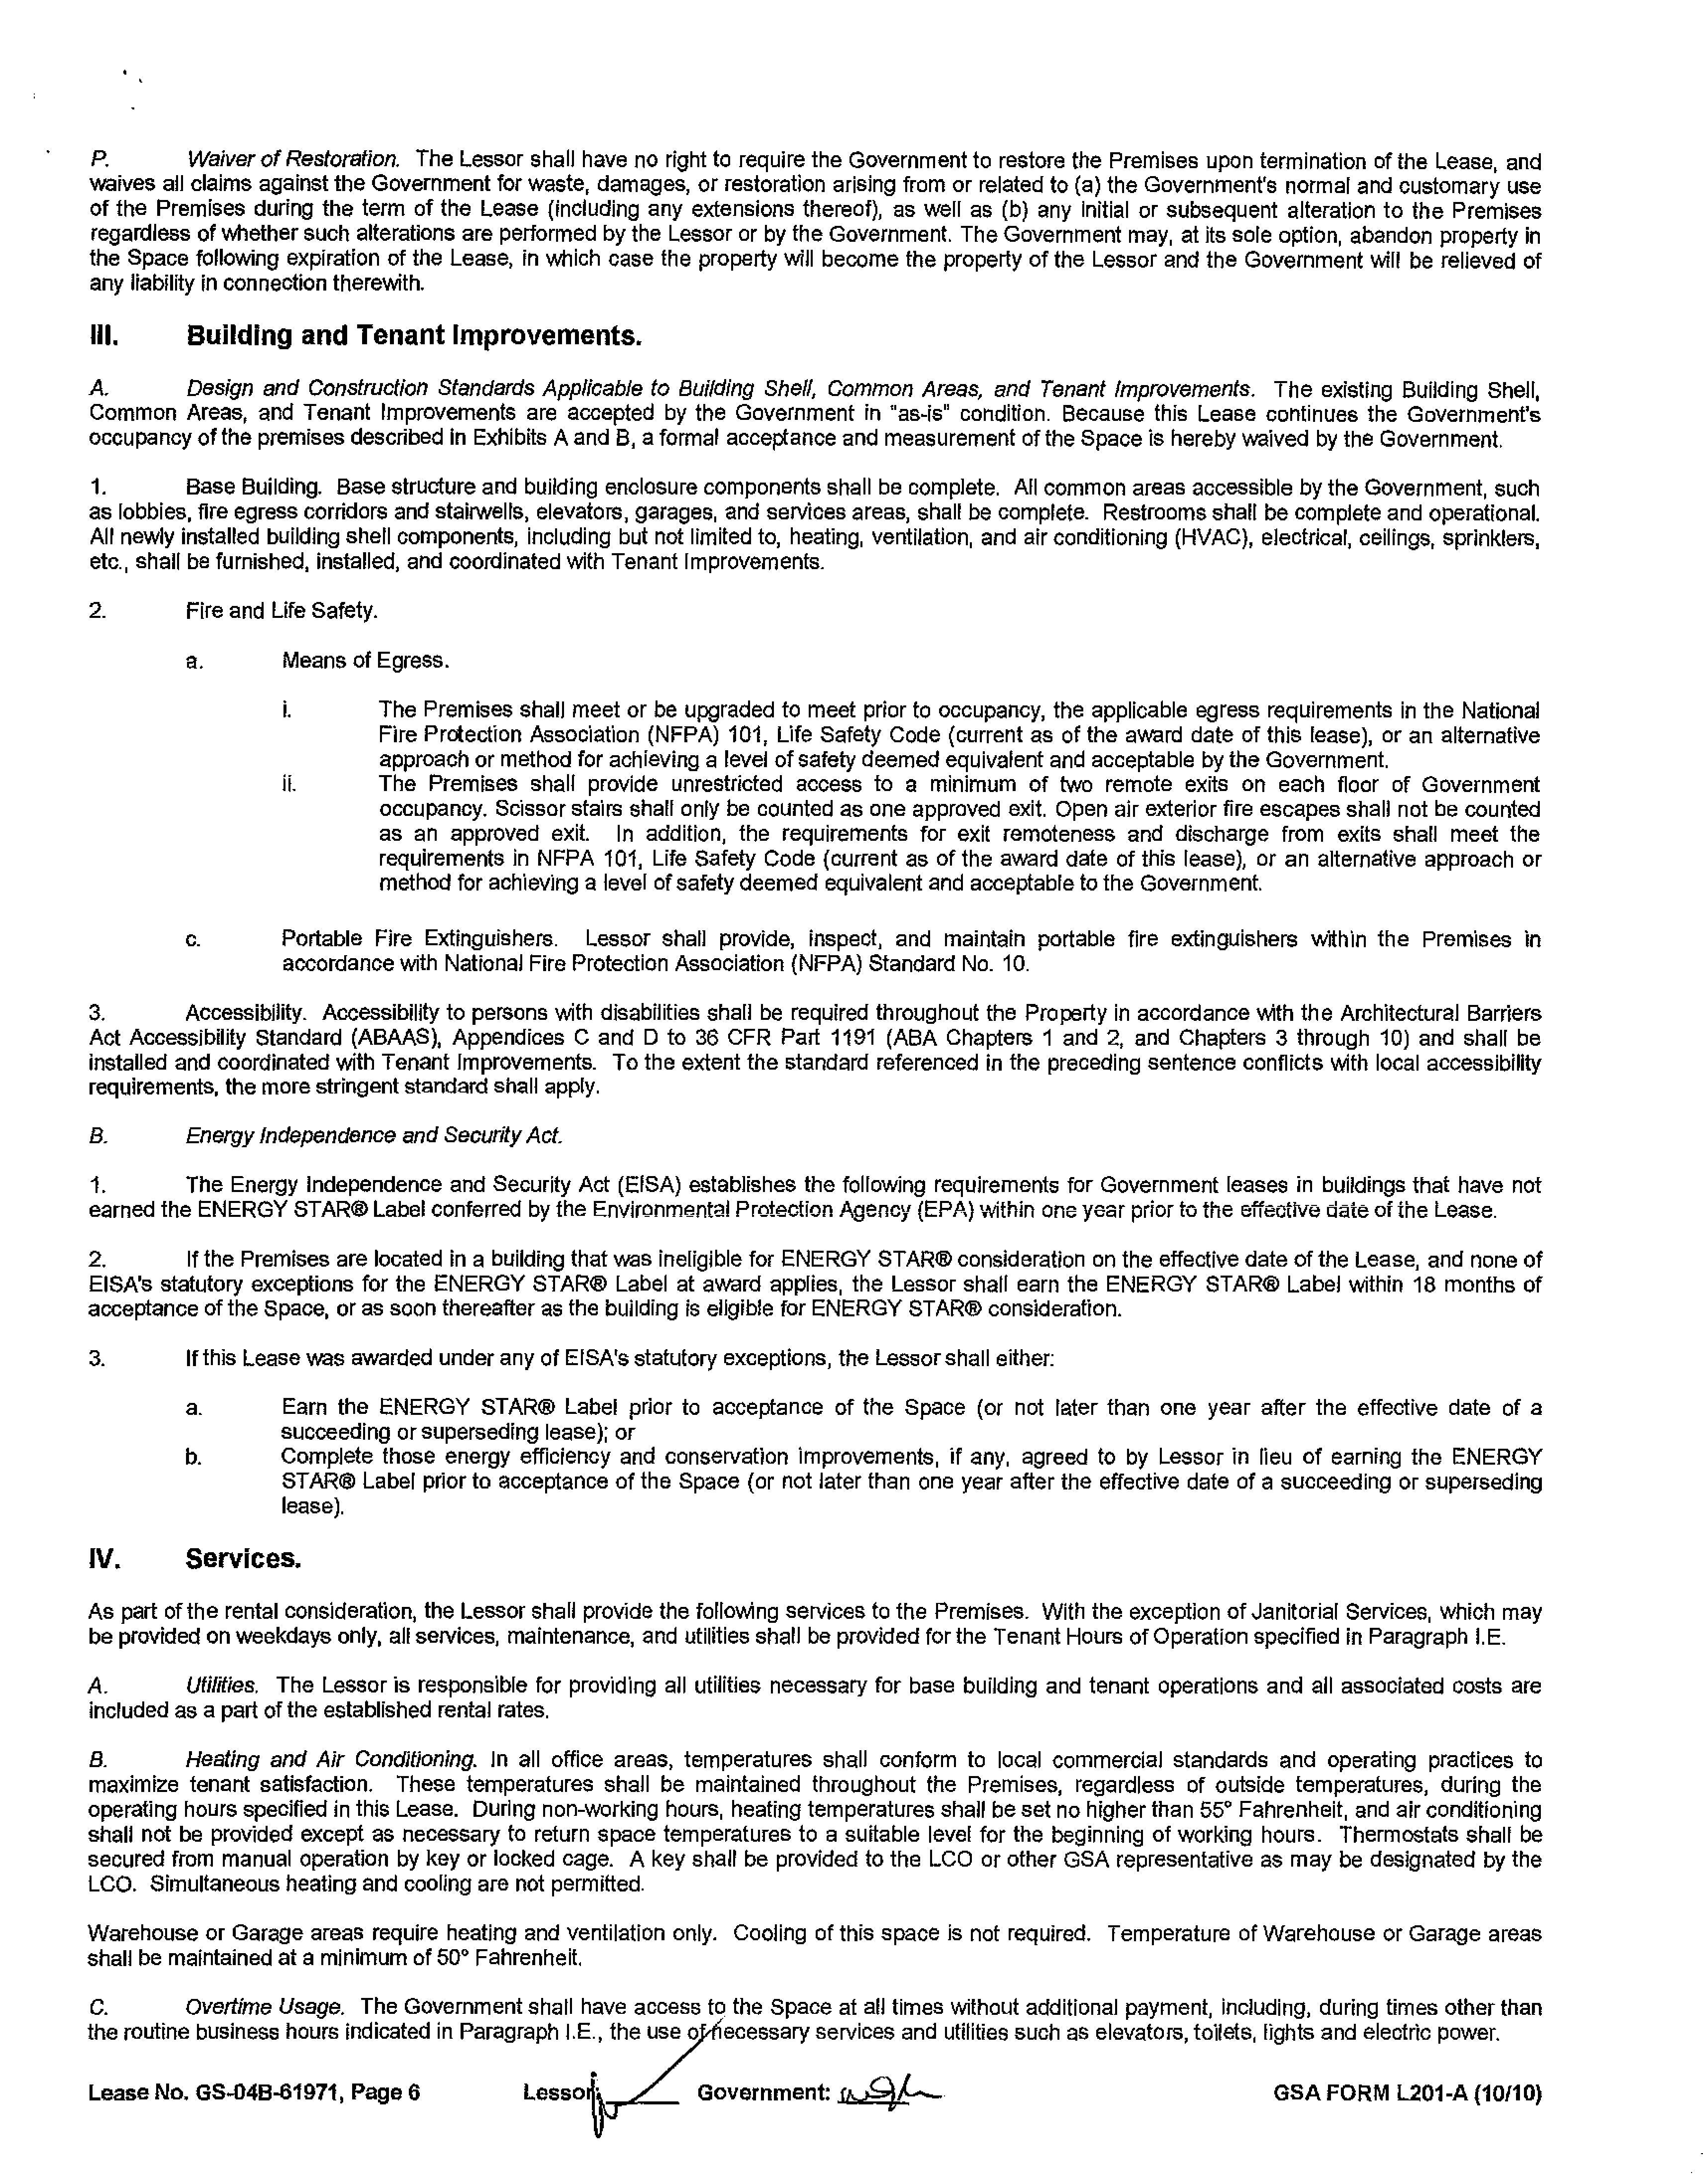 P. Waiver of Restoration. The Lessor shall have no right to require the Government to restore the Premises upon termination of the Lease, and
waives all claims against the Government for waste, damages, or restoration arising from or related to (a) the Government's normal and customary use
of the Premises during the term of the Lease (including any extensions thereof), as well as (b) any initial or subsequent alteration to the Premises
regardless of whether such alterations are performed by the Lessor or by the Government. The Government may, at its sole option, abandon property in
the Space following expiration of the Lease, in which case the property will become the property of the Lessor and the Government will be relieved of
any liability in connection therewith.
III. Building and Tenant Improvements.
A. Design and Construction Standards Applicable to Building Shell, Common Areas, and Tenant Improvements. The existing Building Shell,
Common Areas, and Tenant Improvements are accepted by the Government in "as-is" condition. Because this Lease continues the Government's
occupancy of the premises described in Exhibits A and B, a formal acceptance and measurement of the Space is hereby waived by the Government.
1. Base Building. Base structure and building enclosure components shall be complete. All common areas accessible by the Government, such
as lobbies, fire egress corridors and stairwells, elevators, garages, and services areas, shall be complete. Restrooms shall be complete and operational.
All newly installed building shell components, including but not limited to, heating, ventilation, and air conditioning (HVAC), electrical, ceilings, sprinklers,
etc., shall be furnished, installed, and coordinated with Tenant Improvements.
2. Fire and Life Safety.
a. Means of Egress.
i. The Premises shall meet or be upgraded to meet prior to occupancy, the applicable egress requirements in the National
Fire Protection Association (NFPA) 101, Life Safety Code (current as of the award date of this lease), or an alternative
approach or method for achieving a level of safety deemed equivalent and acceptable by the Government.
ii. The Premises shall provide unrestricted access to a minimum of two remote exits on each floor of Government
occupancy. Scissor stairs shall only be counted as one approved exit. Open air exterior fire escapes shall not be counted
as an approved exit. In addition, the requirements for exit remoteness and discharge from exits shall meet the
requirements in NFPA 101, Life Safety Code (current as of the award date of this lease), or an alternative approach or
method for achieving a level of safety deemed equivalent and acceptable to the Government.
c. Portable Fire Extinguishers. Lessor shall provide, inspect, and maintain portable fire extinguishers within the Premises in
accordance with National Fire Protection Association (NFPA) Standard No. 10.
3. Accessibility. Accessibility to persons with disabilities shall be required throughout the Property in accordance with the Architectural Barriers
Act Accessibility Standard (ABAAS), Appendices C and D to 36 CFR Part 1191 (ABA Chapters 1 and 2, and Chapters 3 through 10) and shall be
installed and coordinated with Tenant Improvements. To the extent the standard referenced in the preceding sentence conflicts with local accessibility
requirements, the more stringent standard shall apply.
B. Energy Independence and Security Act.
1. The Energy Independence and Security Act (EISA) establishes the following requirements for Government leases in buildings that have not
earned the ENERGY STAR® Label conferred by the Environmental Protection Agency (EPA) within one year prior to the effective date of the Lease.
2. If the Premises are located in a building that was ineligible for ENERGY STAR® consideration on the effective date of the Lease, and none of
EISA's statutory exceptions for the ENERGY STAR® Label at award applies, the Lessor shall earn the ENERGY STAR® Label within 18 months of
acceptance of the Space, or as soon thereafter as the building is eligible for ENERGY STAR® consideration.
3. If this Lease was awarded under any of EISA's statutory exceptions, the Lessor shall either:
a. Earn the ENERGY STAR® Label prior to acceptance of the Space (or not later than one year after the effective date of a
succeeding or superseding lease); or
b. Complete those energy efficiency and conservation improvements, if any, agreed to by Lessor in lieu of earning the ENERGY
STAR® Label prior to acceptance of the Space (or not later than one year after the effective date of a succeeding or superseding
lease).
IV. Services.
As part of the rental consideration, the Lessor shall provide the following services to the Premises. With the exception of Janitorial Services, which may
be provided on weekdays only, all services, maintenance, and utilities shall be provided for the Tenant Hours of Operation specified in Paragraph I.E.
A. Utilities. The Lessor is responsible for providing all utilities necessary for base building and tenant operations and all associated costs are
included as a part of the established rental rates.
B. Heating and Air Conditioning. In all office areas, temperatures shall conform to local commercial standards and operating practices to
maximize tenant satisfaction. These temperatures shall be maintained throughout the Premises, regardless of outside temperatures, during the
operating hours specified in this Lease. During non-working hours, heating temperatures shall be set no higher than 55° Fahrenheit, and air conditioning
shall not be provided except as necessary to return space temperatures to a suitable level for the beginning of working hours. Thermostats shall be
secured from manual operation by key or locked cage. A key shall be provided to the LCO or other GSA representative as may be designated by the
LCO. Simultaneous heating and cooling are not permitted.
Warehouse or Garage areas require heating and ventilation only. Cooling of this space is not required. Temperature of Warehouse or Garage areas
shall be maintained at a minimum of 50° Fahrenheit.
C. Overtime Usage. The Government shall have access to the Space at all times without additional payment, including, during times other than
the routine business hours indicated in Paragraph I.E., the use of necessary services and utilities such as elevators, toilets, lights and electric power.
Lease No. GS-04B-61971, Page 6 Lessor: Government: GSA FORM L201-A (10/10)